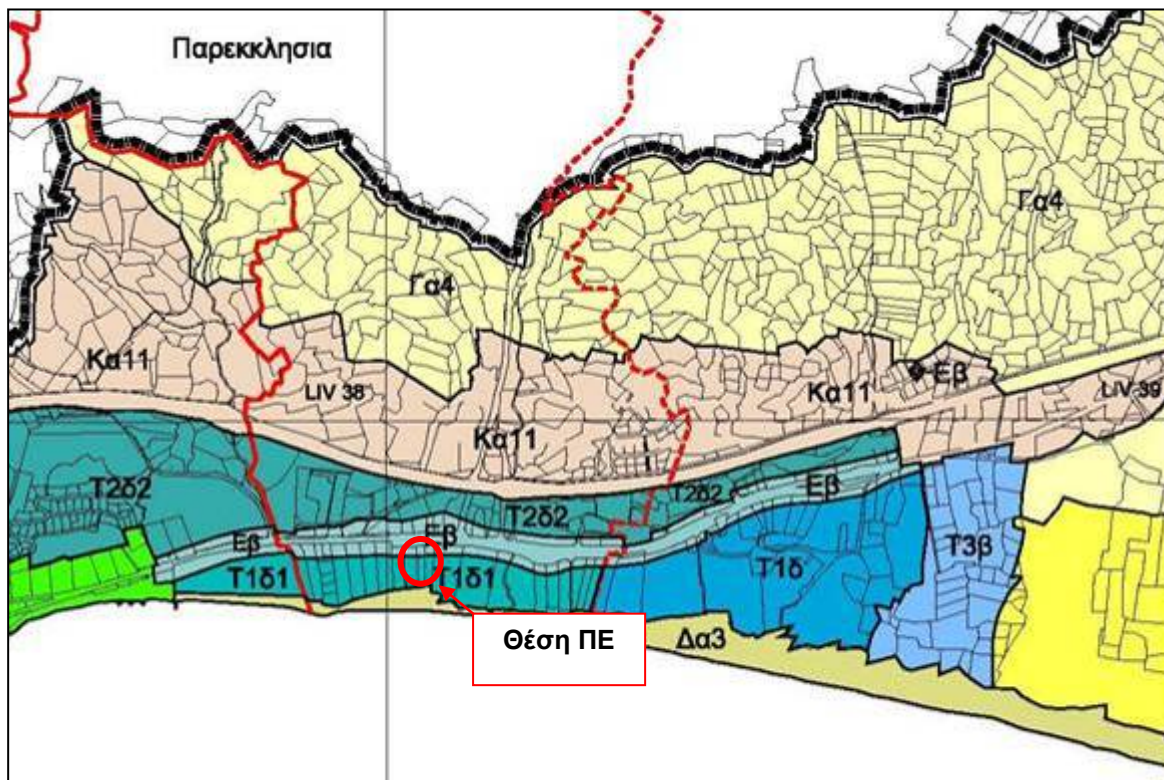 Παρεκκλησια
Γα4
Γα4
Κα11
LIV 38
Κα11
Κα11
Εβ
LIV 39
Τ2δ2
Τ2δ2
Τ2δ2
Εβ
Εβ
Εβ
Τ1δ1
Τ1δ1
Τ1δ
Τ3β
Θέση ΠΕ
Δα3